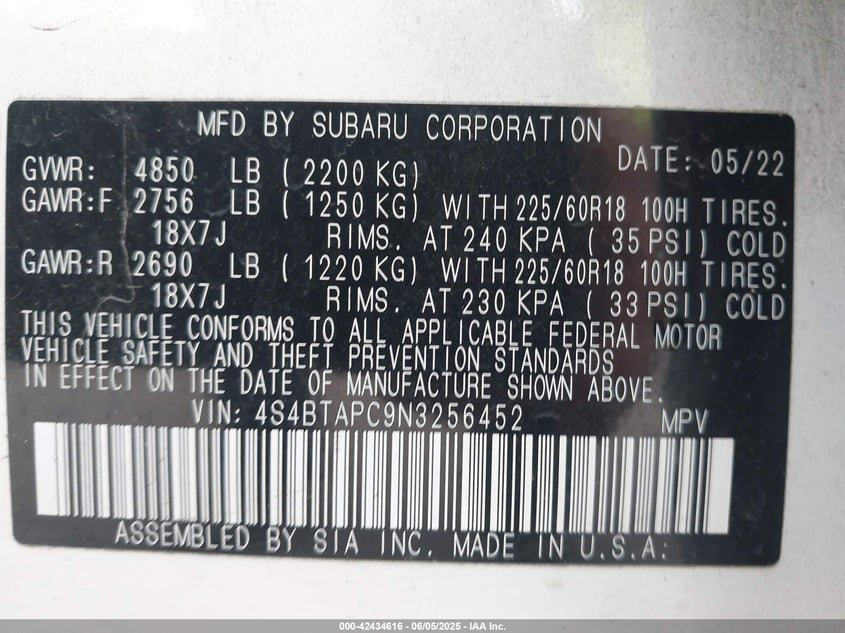 MFD BY SUBARU CORPORATION
DATE: 05/22
GVWR: 4850 LB ( 2200 KG)
GAWR:F 2756 LB ( 1250 KG) WITH 225/60R18 100H TIRES.
18X7J RIMS. AT 240 KPA ( 35 PSI) COLD
GAWR:R 2690 LB ( 1220 KG) WITH 225/60R18 100H TIRES.
18X7J RIMS. AT 230 KPA ( 33 PSI) COLD
THIS VEHICLE CONFORMS TO ALL APPLICABLE FEDERAL MOTOR
VEHICLE SAFETY AND THEFT PREVENTION STANDARDS
IN EFFECT ON THE DATE OF MANUFACTURE SHOWN ABOVE.
VIN: 4S4BTAPC9N3256452 MPV
ASSEMBLED BY SIA INC. MADE IN U.S.A:
000-42434616 - 06/05/2025 - IAA Inc.